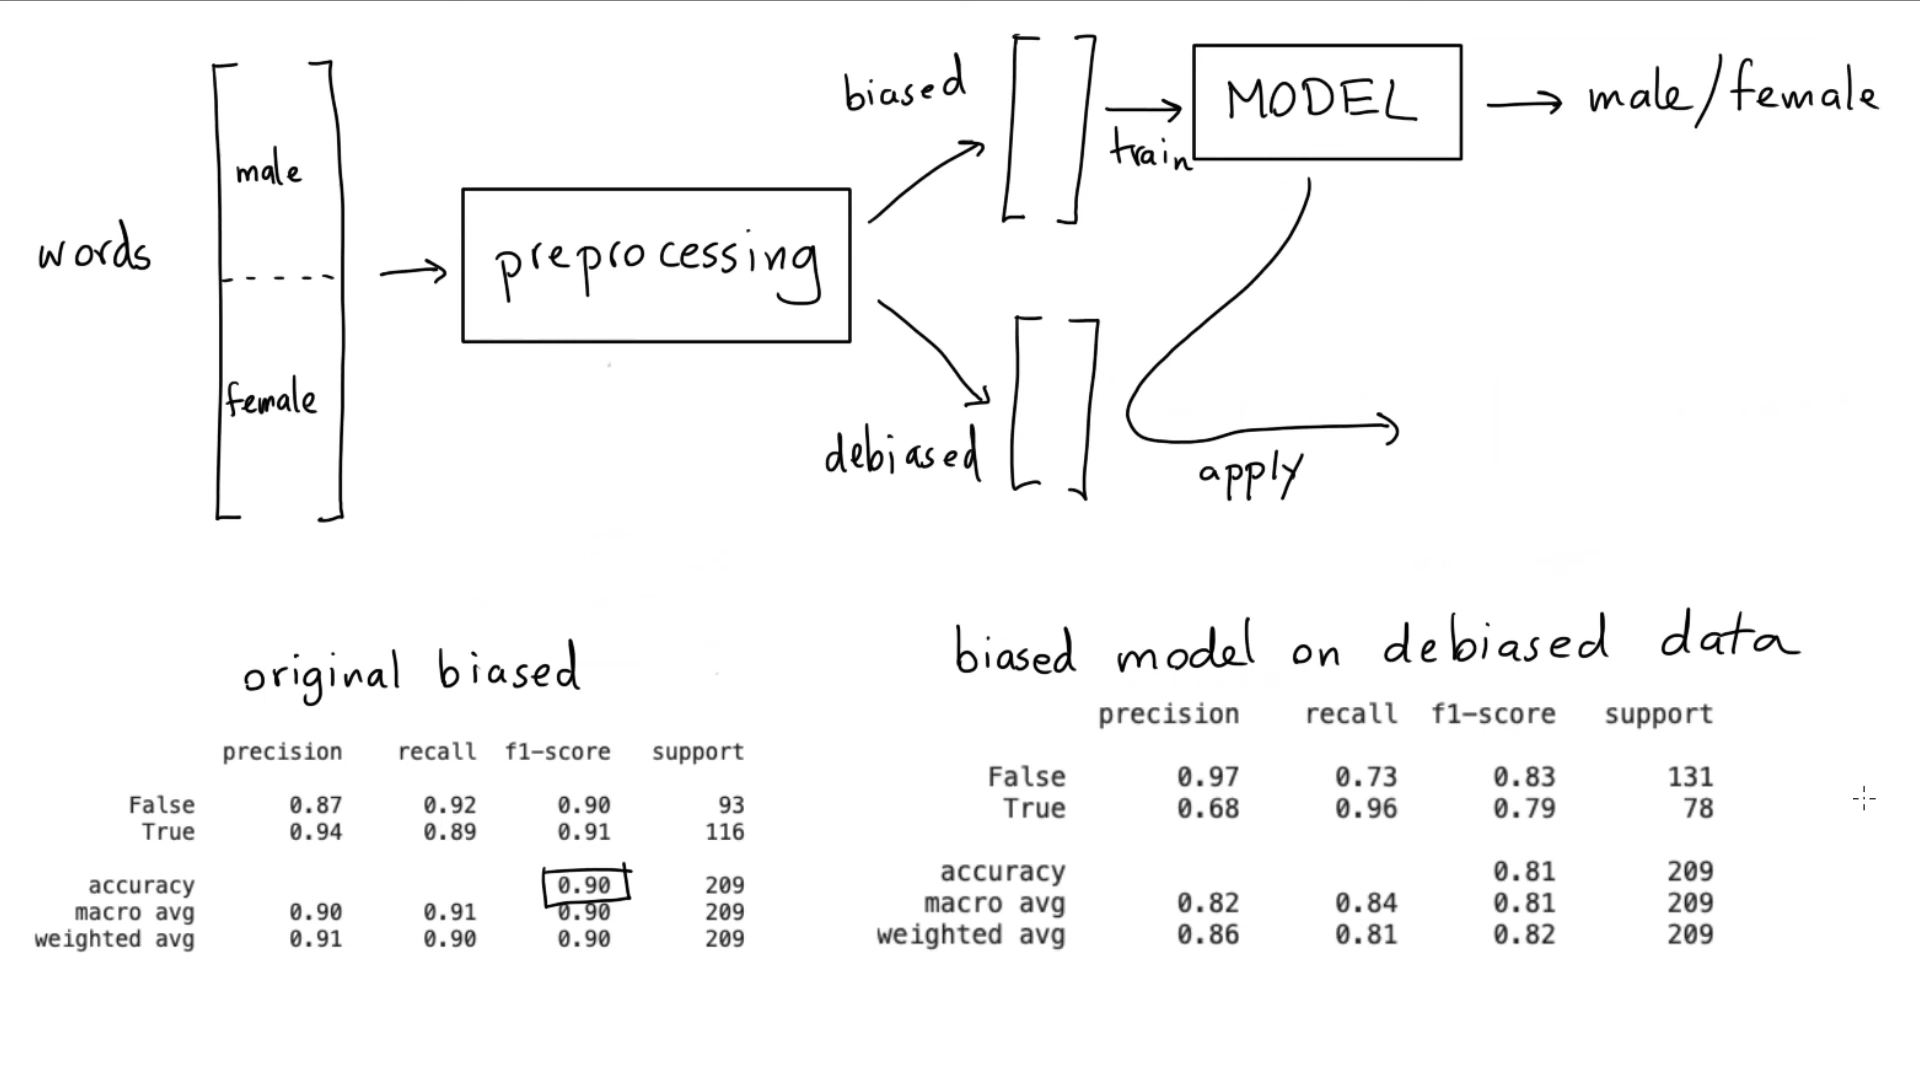 words
male
female
preprocessing
biased
debiased
train
MODEL
male/female
apply
original biased
precision recall f1-score support
False 0.87 0.92 0.90 93
True 0.94 0.89 0.91 116
accuracy 0.90 209
macro avg 0.90 0.91 0.90 209
weighted avg 0.91 0.90 0.90 209
biased model on debiased data
precision recall f1-score support
False 0.97 0.73 0.83 131
True 0.68 0.96 0.79 78
accuracy 0.81 209
macro avg 0.82 0.84 0.81 209
weighted avg 0.86 0.81 0.82 209